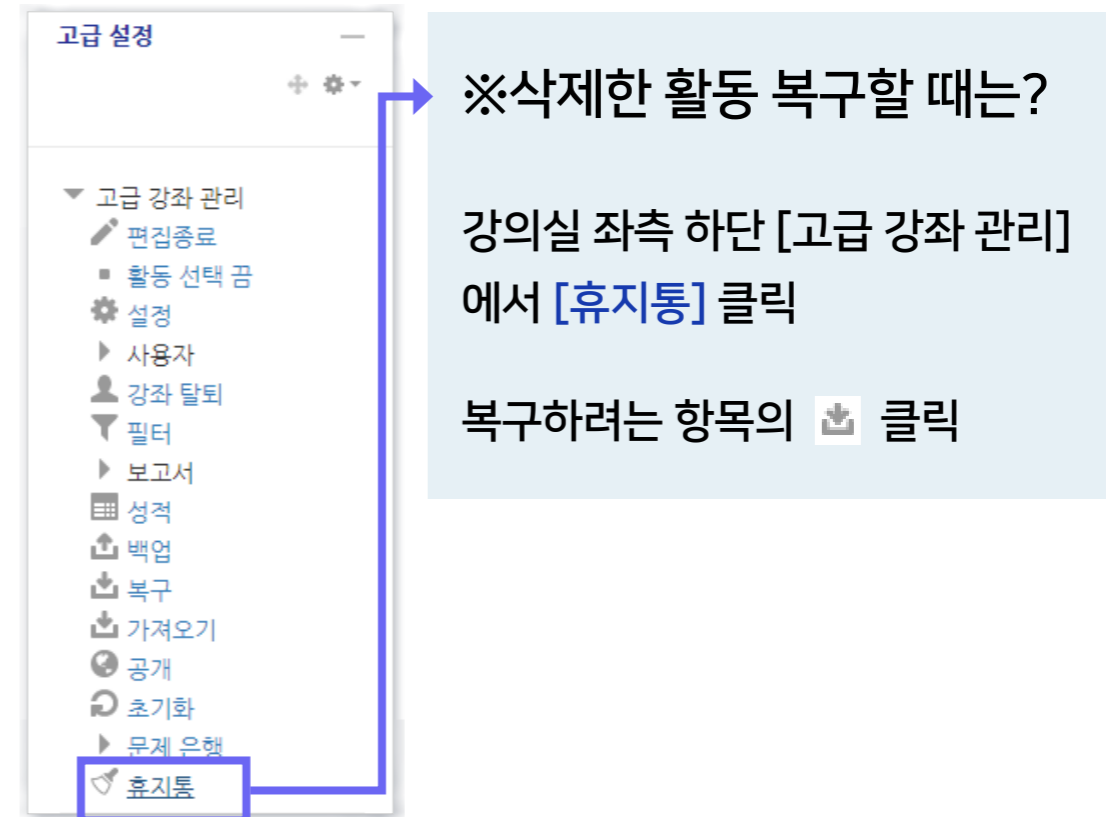 고급 설정
고급 강좌 관리
편집종료
활동 선택 끔
설정
사용자
강좌 탈퇴
필터
보고서
성적
백업
복구
가져오기
공개
초기화
문제 은행
휴지통
※삭제한 활동 복구할 때는?
강의실 좌측 하단 [고급 강좌 관리]
에서 [휴지통] 클릭
복구하려는 항목의 클릭